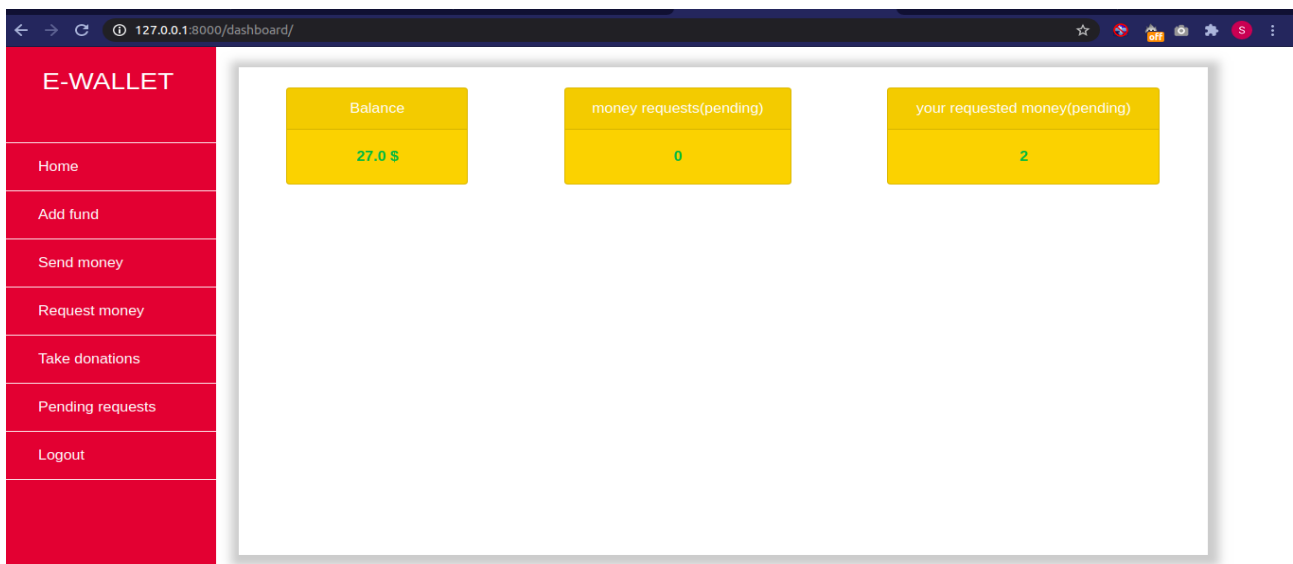 127.0.0.1:8000/dashboard/
off
S
E-WALLET
Home
Add fund
Send money
Request money
Take donations
Pending requests
Logout
Balance
27.0 $
money requests(pending)
0
your requested money(pending)
2